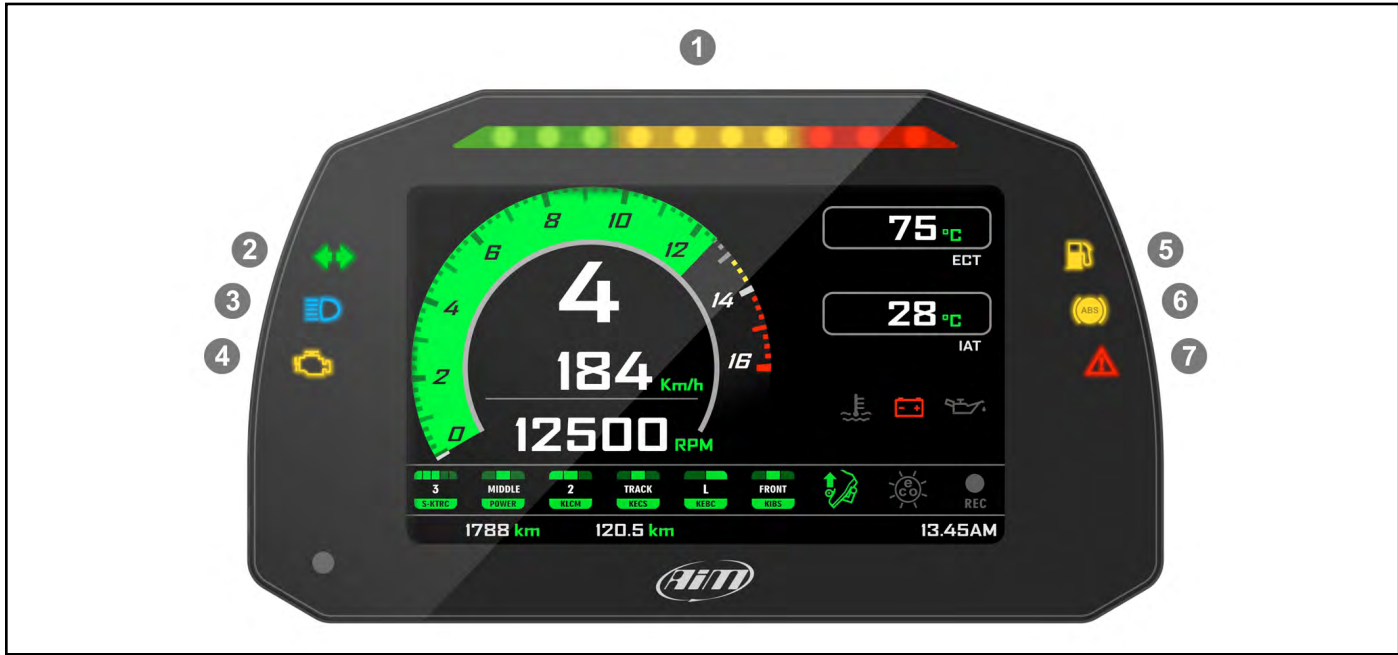 1
2
3
4
5
6
7
0
2
4
6
8
10
12
14
16
4
184 Km/h
12500 RPM
75 °C
ECT
28 °C
IAT
ABS
3
S-KTRC
MIDDLE
POWER
2
KLCM
TRACK
KECS
L
KEBC
FRONT
KIBS
eco
REC
1788 km
120.5 km
13.45AM
AiM